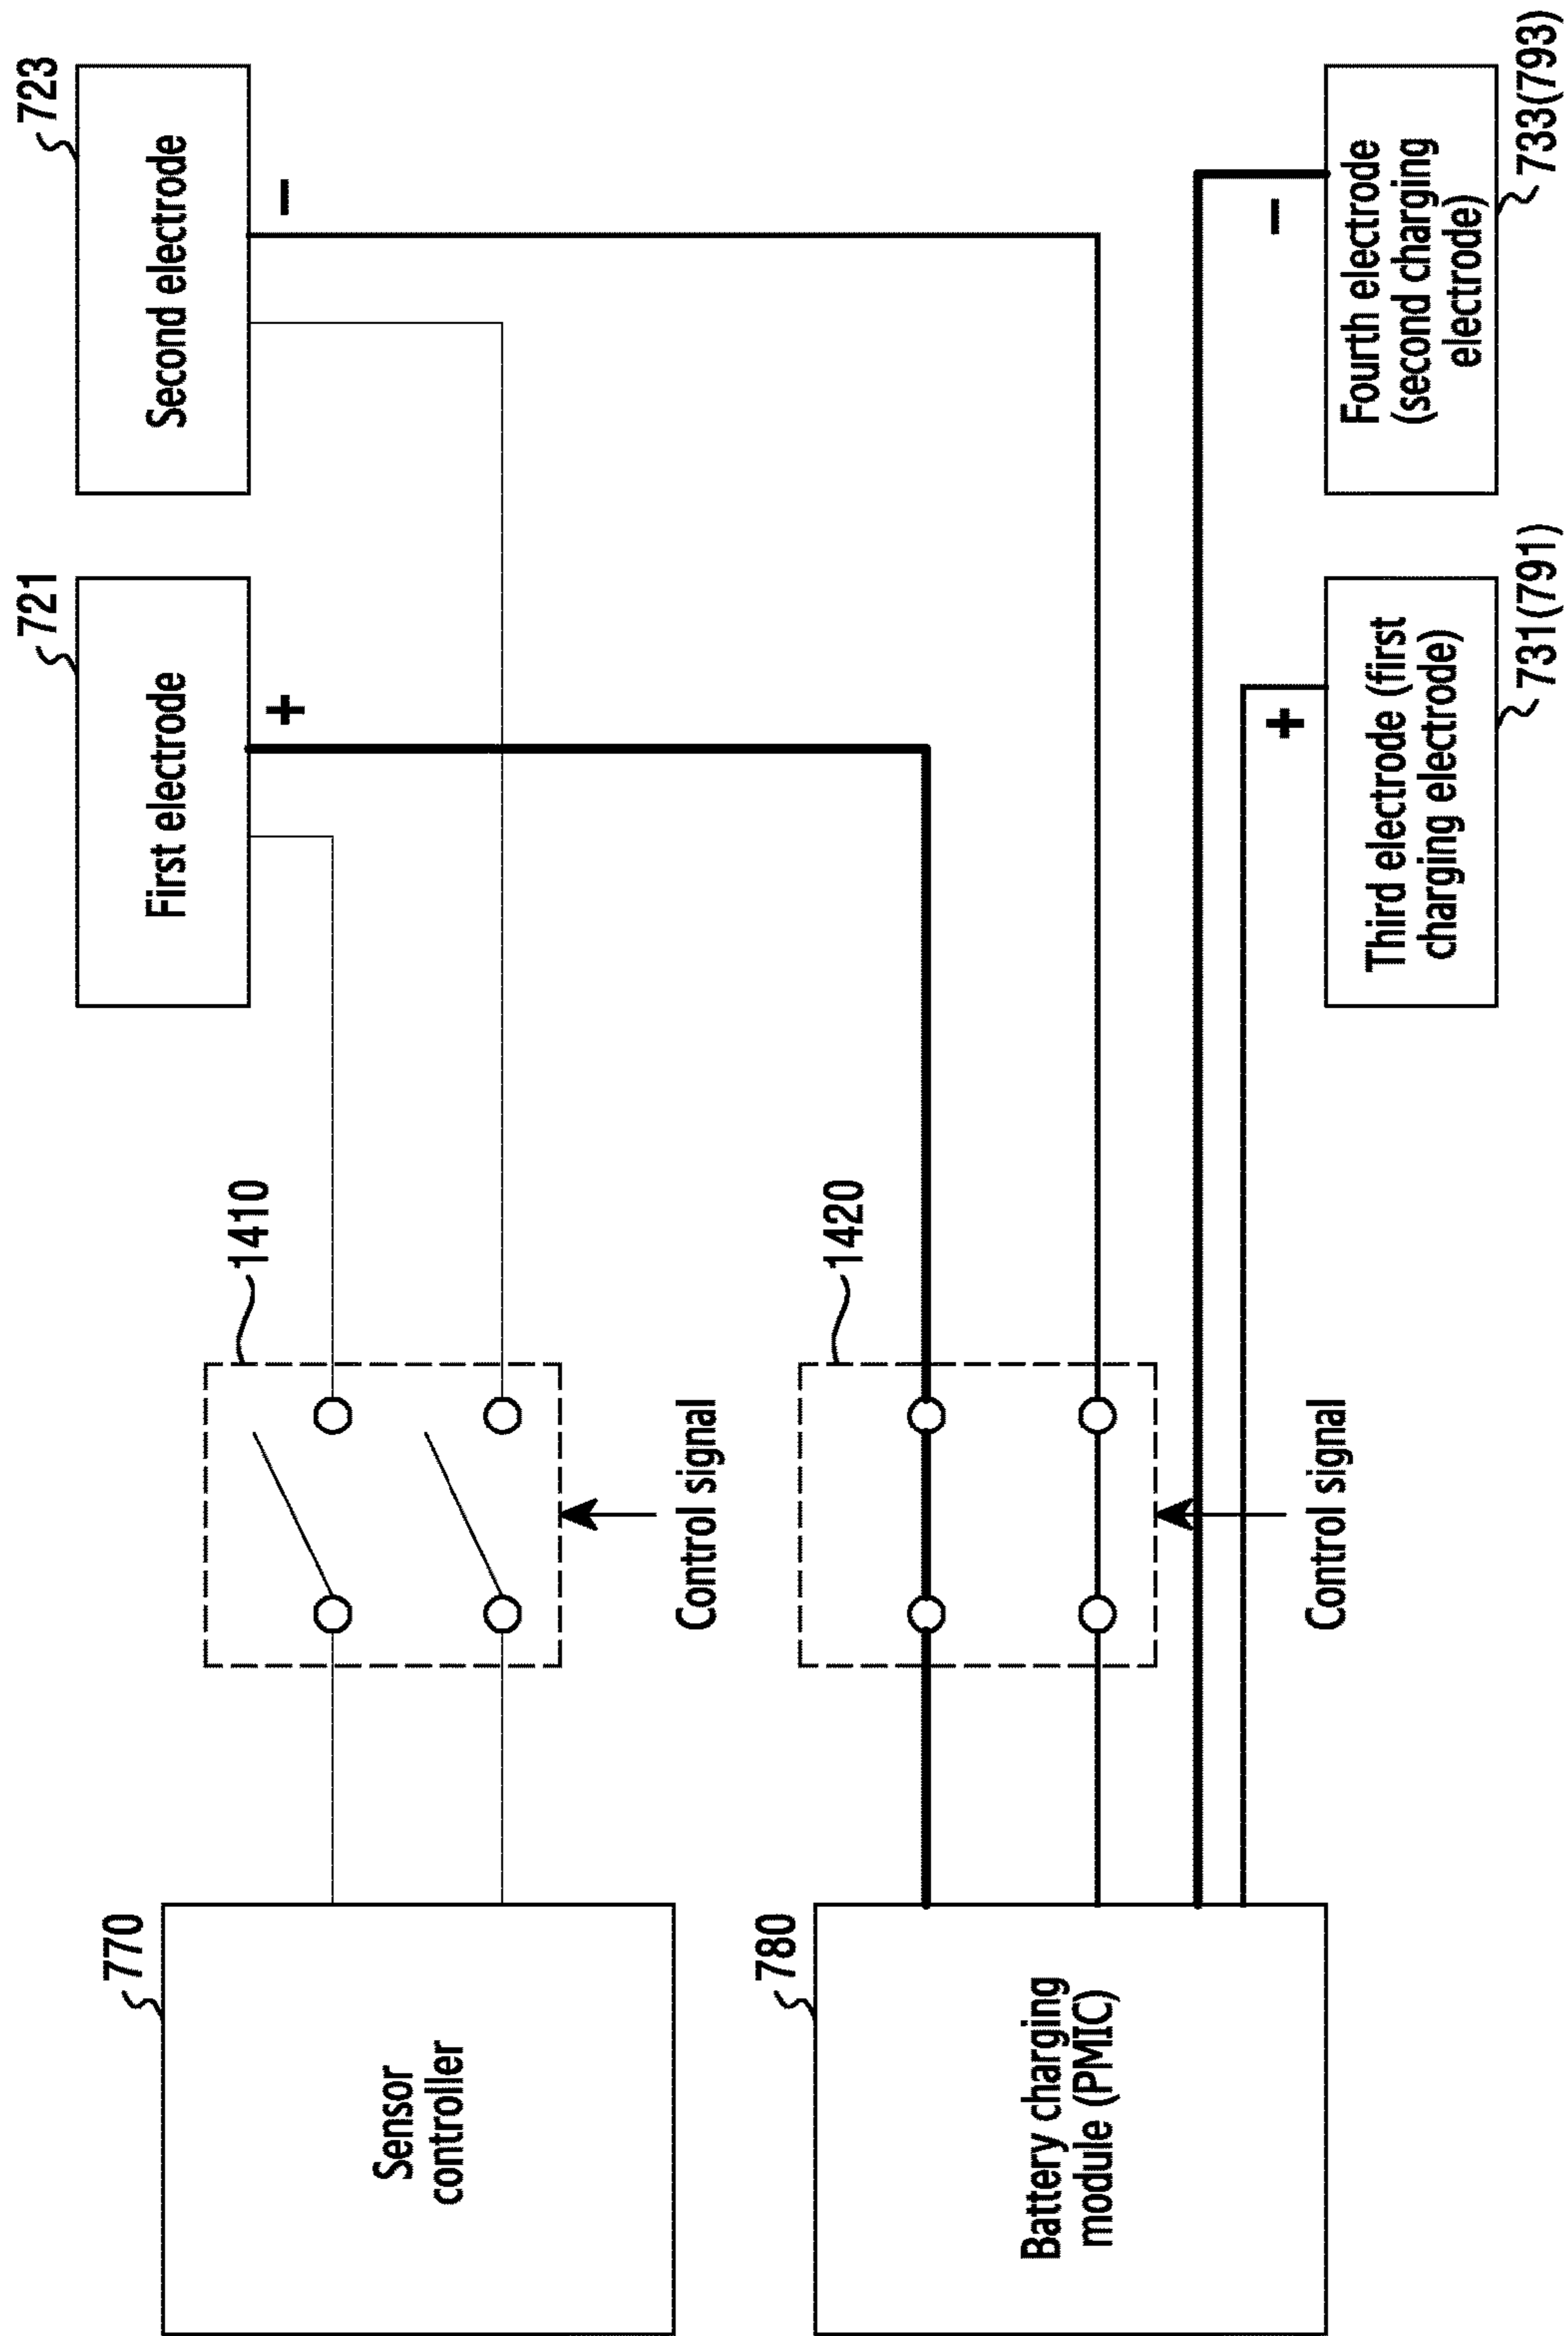 770
Sensor
controller
780
Battery charging
module (PMIC)
1410
Control signal
1420
Control signal
721
First electrode
+
723
Second electrode
−
+
Third electrode (first
charging electrode)
731(791)
−
Fourth electrode
(second charging
electrode)
733(793)